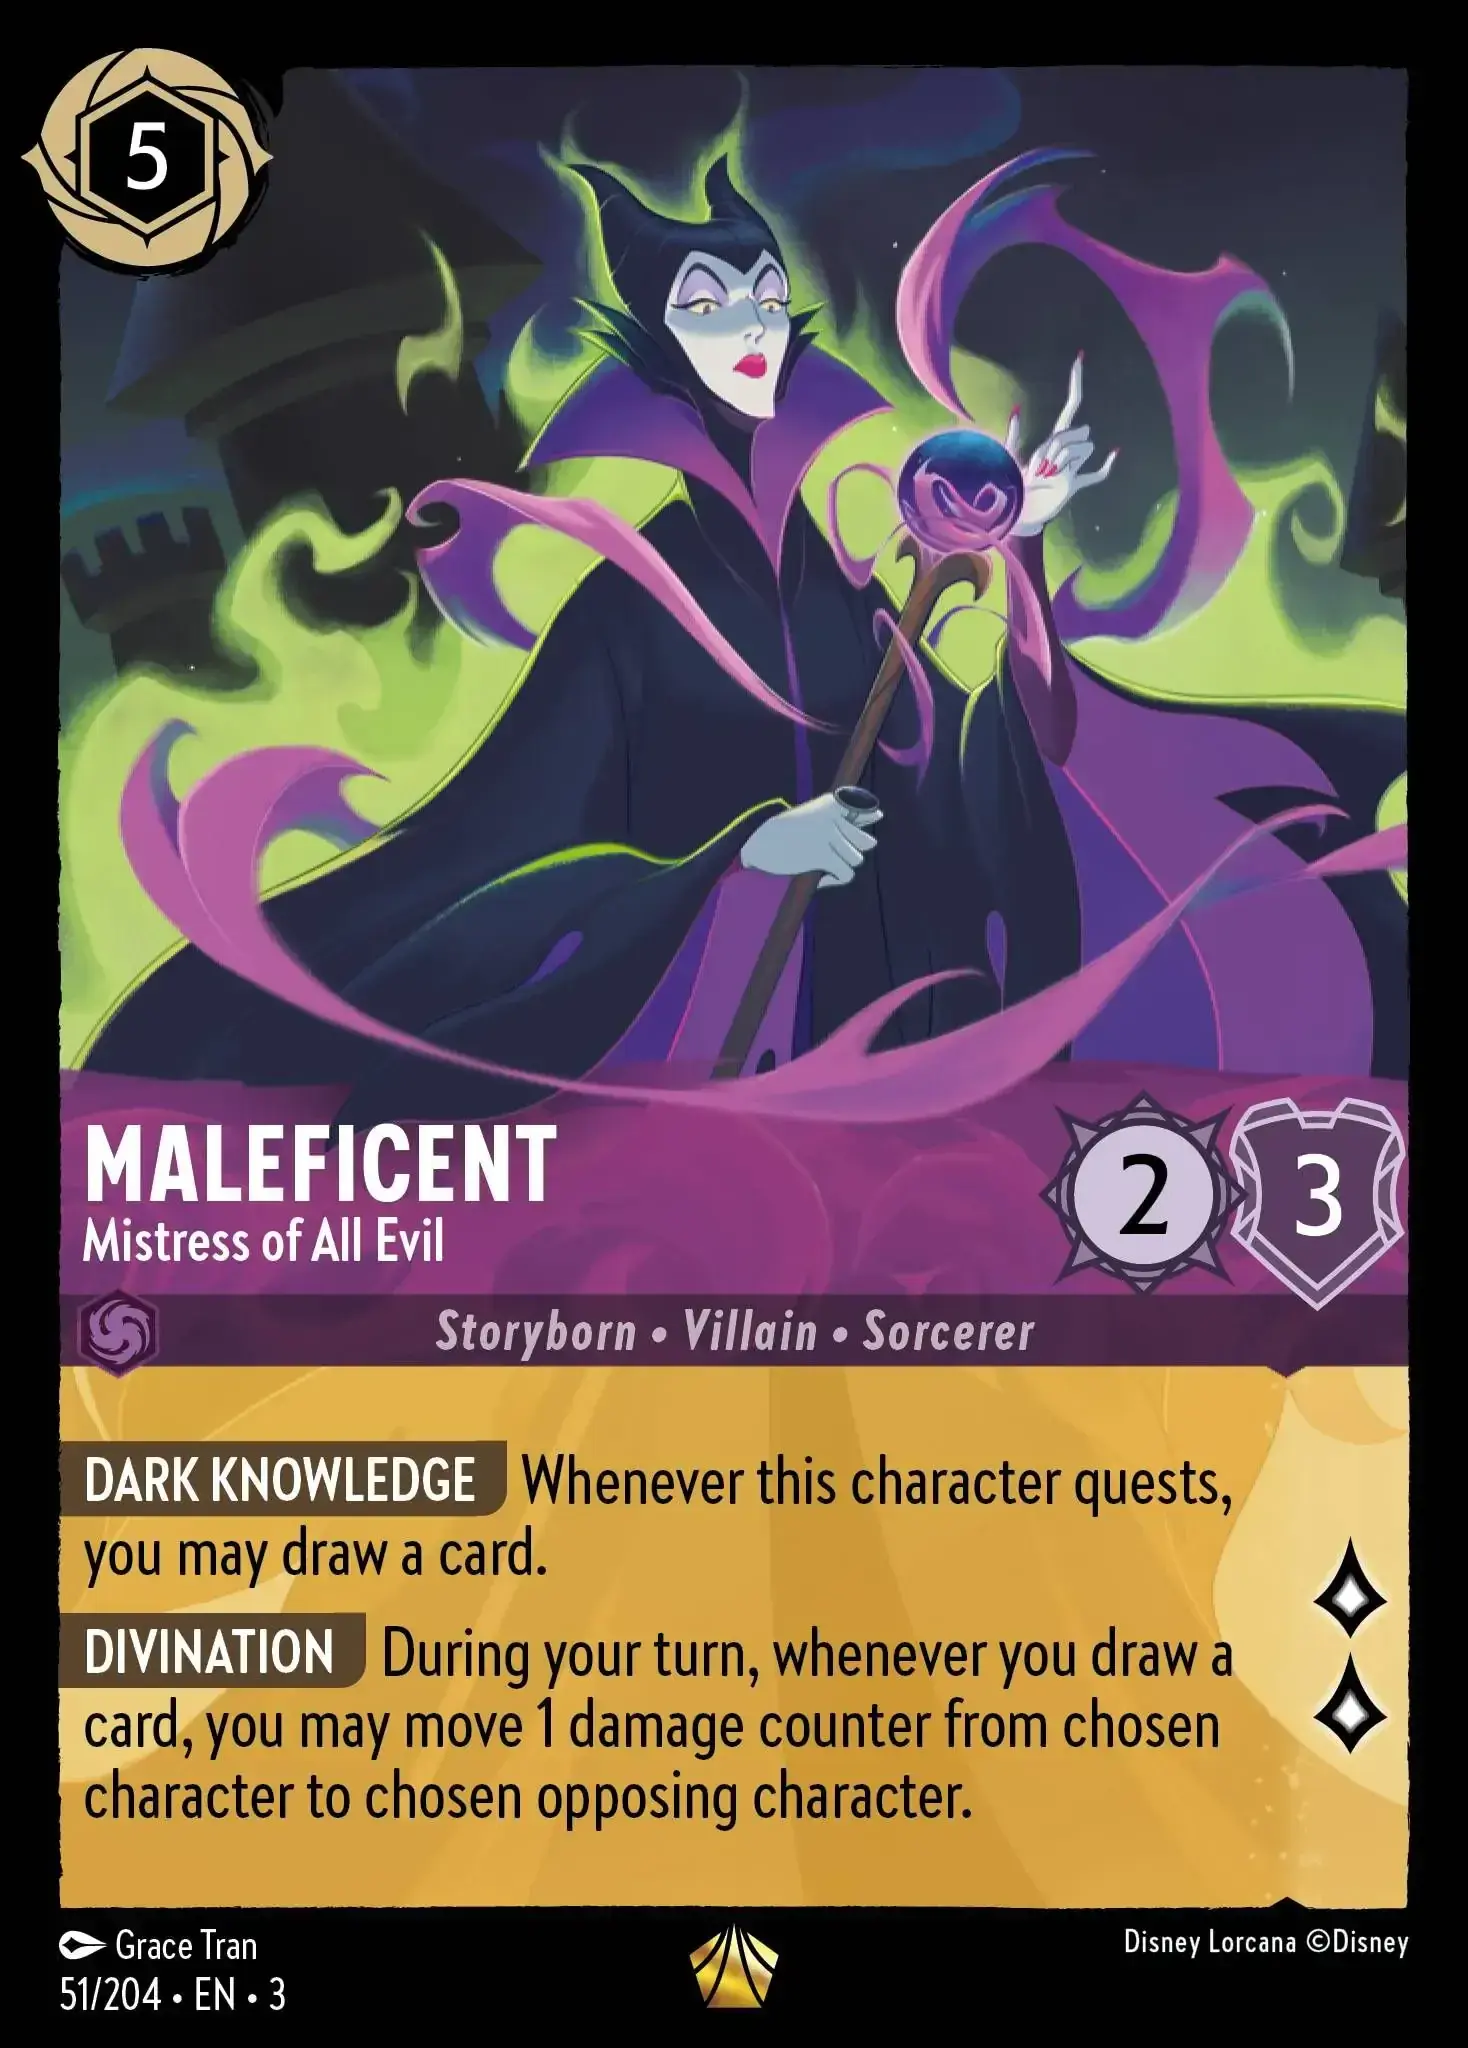 5
MALEFICENT
Mistress of All Evil
2
3
Storyborn • Villain • Sorcerer
DARK KNOWLEDGE Whenever this character quests,
you may draw a card.
DIVINATION During your turn, whenever you draw a
card, you may move 1 damage counter from chosen
character to chosen opposing character.
Grace Tran
Disney Lorcana ©Disney
51/204 • EN • 3